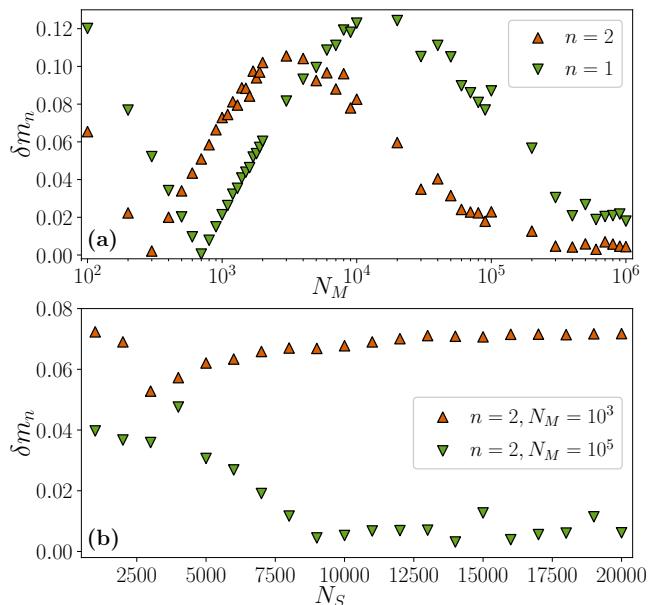 0.12
0.10
0.08
0.06
0.04
0.02
0.00
δm_n
n = 2
n = 1
(a)
10^2 10^3 10^4 10^5 10^6
N_M
0.08
0.06
0.04
0.02
0.00
δm_n
n = 2, N_M = 10^3
n = 2, N_M = 10^5
(b)
2500 5000 7500 10000 12500 15000 17500 20000
N_S